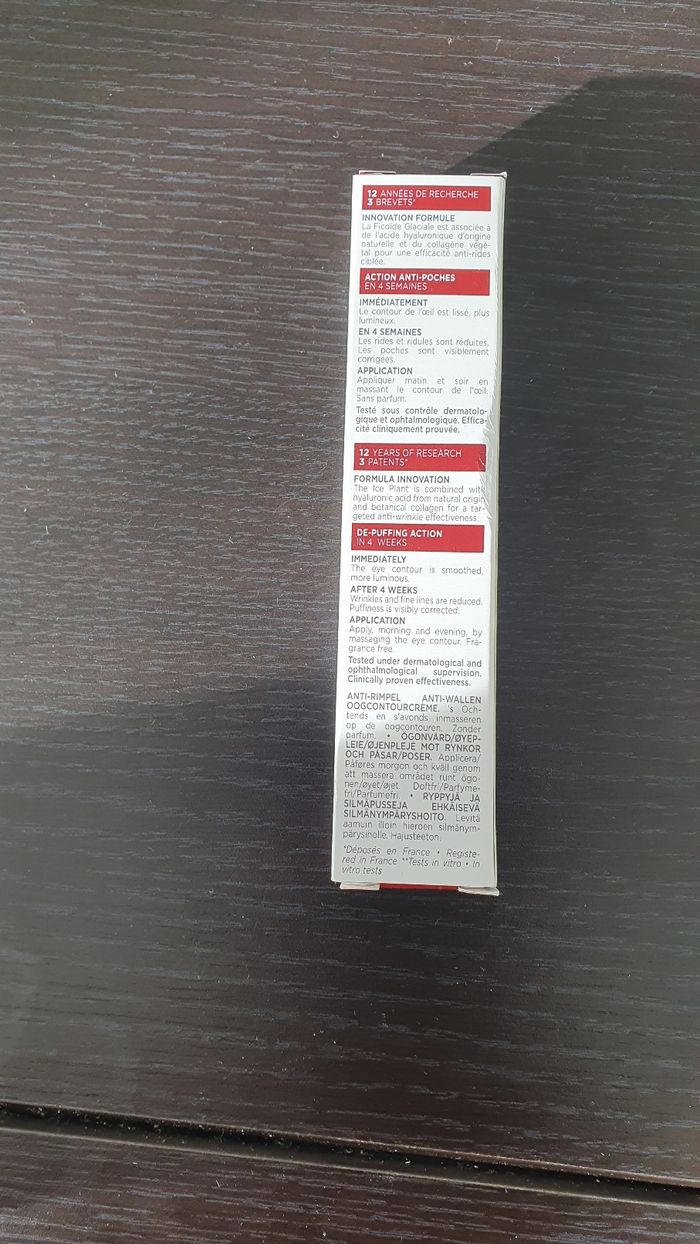 12 ANNÉES DE RECHERCHE
3 BREVETS*
INNOVATION FORMULE
La Ficoïde Glaciale est associée à
de l'acide hyaluronique d'origine
naturelle et du collagène végé-
tal pour une efficacité anti-rides
ciblée.
ACTION ANTI-POCHES
EN 4 SEMAINES
IMMÉDIATEMENT
Le contour de l'œil est lissé, plus
lumineux.
EN 4 SEMAINES
Les rides et ridules sont réduites.
Les poches sont visiblement
corrigées.
APPLICATION
Appliquer matin et soir en
massant le contour de l'œil.
Sans parfum.
Testé sous contrôle dermatolo-
gique et ophtalmologique. Effica-
cité cliniquement prouvée.
12 YEARS OF RESEARCH
3 PATENTS*
FORMULA INNOVATION
The Ice Plant is combined with
hyaluronic acid from natural origin
and botanical collagen for a tar-
geted anti-wrinkle effectiveness.
DE-PUFFING ACTION
IN 4 WEEKS
IMMEDIATELY
The eye contour is smoothed,
more luminous.
AFTER 4 WEEKS
Wrinkles and fine lines are reduced.
Puffiness is visibly corrected.
APPLICATION
Apply, morning and evening, by
massaging the eye contour. Fra-
grance free.
Tested under dermatological and
ophthalmological supervision.
Clinically proven effectiveness.
ANTI-RIMPEL ANTI-WALLEN
OOGCONTOURCRÈME. 's Och-
tends en s'avonds inmasseren
op de oogcontouren. Zonder
parfum. • ÖGONVÅRD/ØYEP-
LEIE/ØJENPLEJE MOT RYNKOR
OCH PÅSAR/POSER. Applicera/
Påføres morgon och kväll genom
att massera området runt ögo-
nen/øyet/øjet. Doftfri/Parfyme-
fri/Parfumefri. • RYPPYJÄ JA
SILMÄPUSSEJA EHKÄISEVÄ
SILMÄNYMPÄRYSHOITO. Levitä
aamuin illoin hieroen silmänym-
pärysiholle. Hajusteeton.
*Déposés en France • Registe-
red in France **Tests in vitro • In
vitro tests